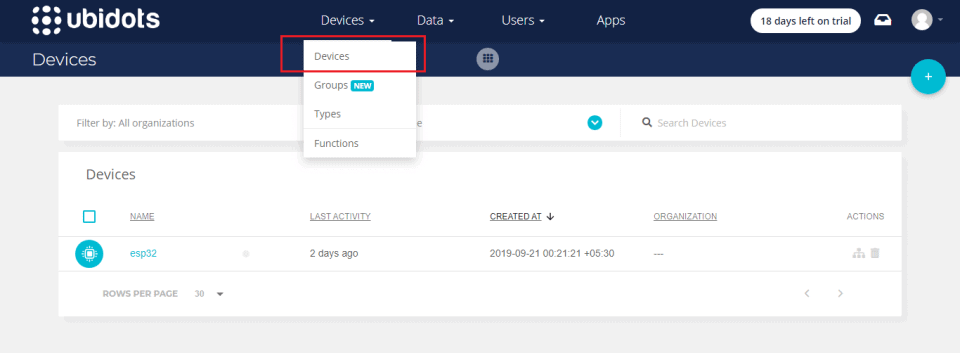 ubidots
Devices Data Users Apps
18 days left on trial
Devices
Devices
Groups NEW
Types
Functions
Filter by: All organizations
Search Devices
Devices
NAME LAST ACTIVITY CREATED AT ORGANIZATION ACTIONS
esp32 2 days ago 2019-09-21 00:21:21 +05:30 ---
ROWS PER PAGE 30